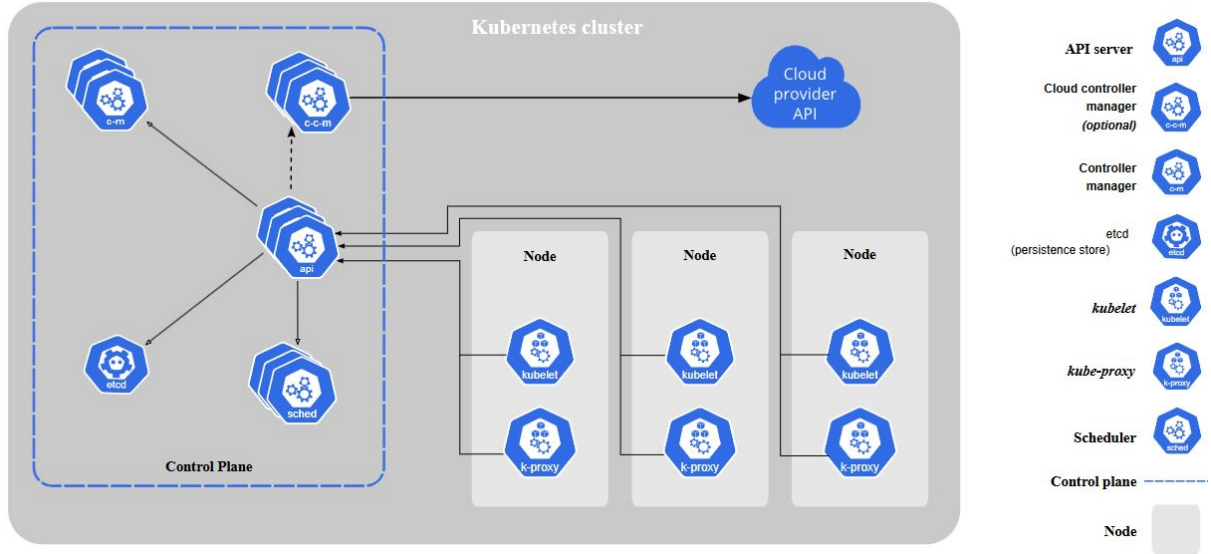 Kubernetes cluster
c-m
c-c-m
Cloud
provider
API
api
etcd
sched
Control Plane
Node
kubelet
k-proxy
Node
kubelet
k-proxy
Node
kubelet
k-proxy
API server
api
Cloud controller
manager
(optional)
c-c-m
Controller
manager
c-m
etcd
(persistence store)
etcd
kubelet
kubelet
kube-proxy
k-proxy
Scheduler
sched
Control plane
Node